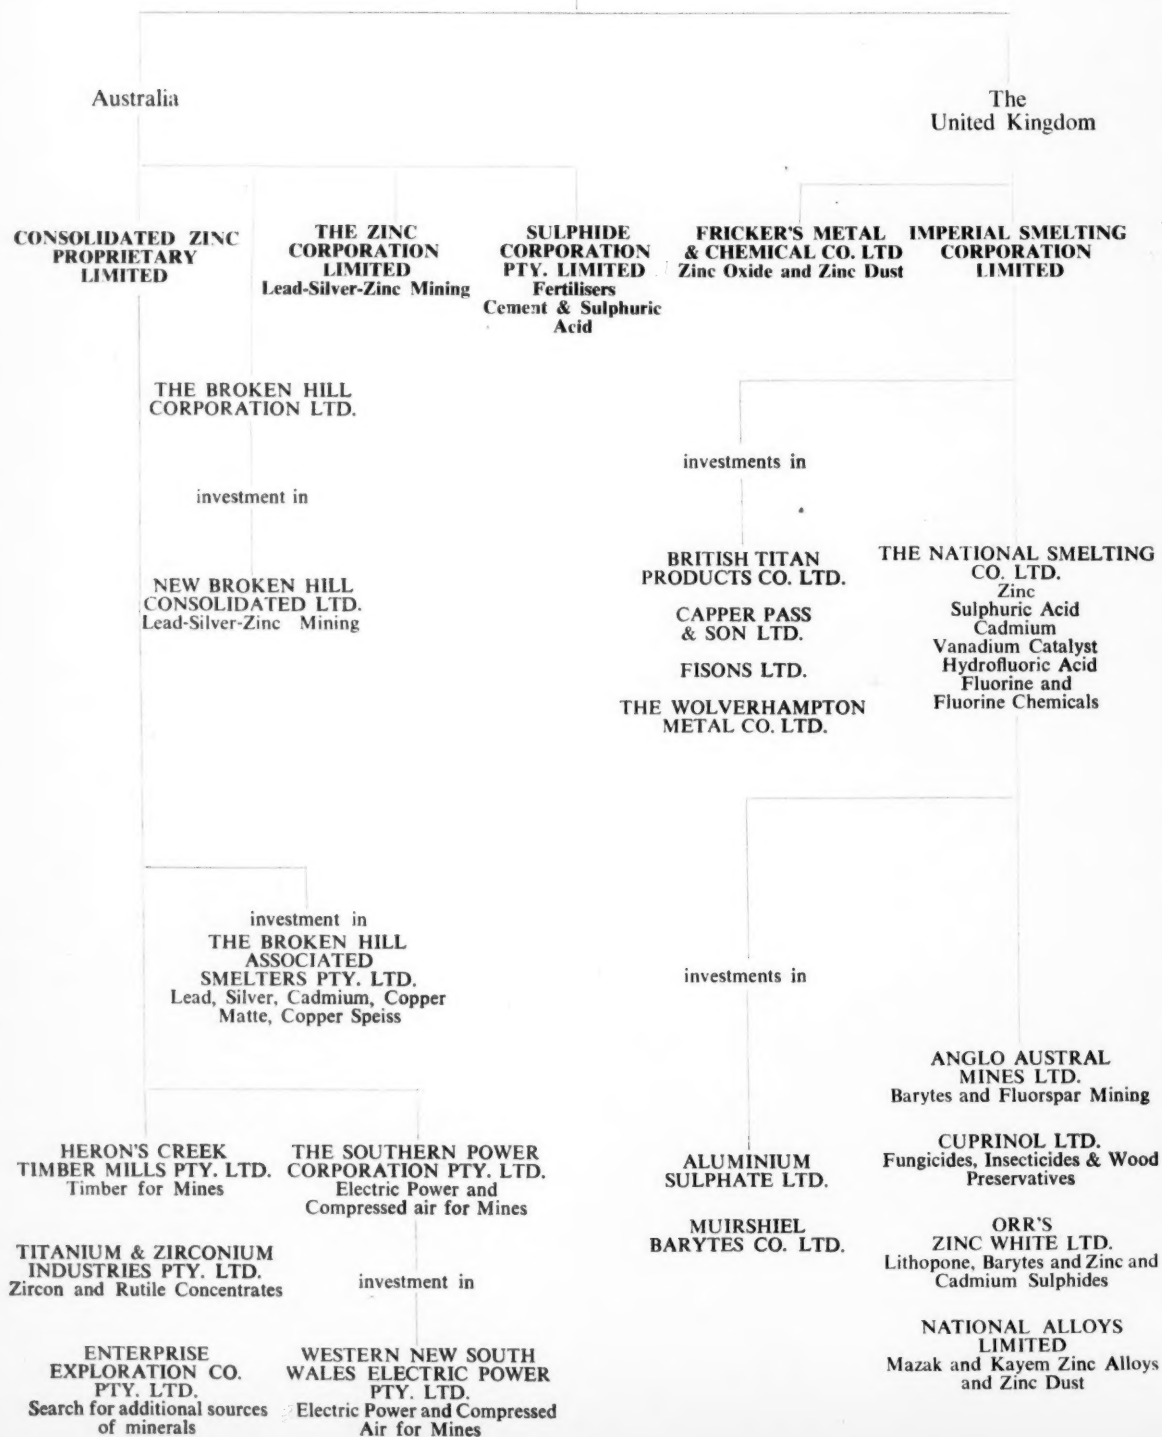 Australia
The
United Kingdom
CONSOLIDATED ZINC
PROPRIETARY
LIMITED
THE ZINC
CORPORATION
LIMITED
Lead-Silver-Zinc Mining
SULPHIDE
CORPORATION
PTY. LIMITED
Fertilisers
Cement & Sulphuric
Acid
FRICKER'S METAL
& CHEMICAL CO. LTD
Zinc Oxide and Zinc Dust
IMPERIAL SMELTING
CORPORATION
LIMITED
THE BROKEN HILL
CORPORATION LTD.
investment in
NEW BROKEN HILL
CONSOLIDATED LTD.
Lead-Silver-Zinc Mining
investments in
BRITISH TITAN
PRODUCTS CO. LTD.
CAPPER PASS
& SON LTD.
FISONS LTD.
THE WOLVERHAMPTON
METAL CO. LTD.
THE NATIONAL SMELTING
CO. LTD.
Zinc
Sulphuric Acid
Cadmium
Vanadium Catalyst
Hydrofluoric Acid
Fluorine and
Fluorine Chemicals
investment in
THE BROKEN HILL
ASSOCIATED
SMELTERS PTY. LTD.
Lead, Silver, Cadmium, Copper
Matte, Copper Speiss
HERON'S CREEK
TIMBER MILLS PTY. LTD.
Timber for Mines
TITANIUM & ZIRCONIUM
INDUSTRIES PTY. LTD.
Zircon and Rutile Concentrates
ENTERPRISE
EXPLORATION CO.
PTY. LTD.
Search for additional sources
of minerals
THE SOUTHERN POWER
CORPORATION PTY. LTD.
Electric Power and
Compressed air for Mines
investment in
WESTERN NEW SOUTH
WALES ELECTRIC POWER
PTY. LTD.
Electric Power and Compressed
Air for Mines
investments in
ALUMINIUM
SULPHATE LTD.
MUIRSHIEL
BARYTES CO. LTD.
ANGLO AUSTRAL
MINES LTD.
Barytes and Fluorspar Mining
CUPRINOL LTD.
Fungicides, Insecticides & Wood
Preservatives
ORR'S
ZINC WHITE LTD.
Lithopone, Barytes and Zinc and
Cadmium Sulphides
NATIONAL ALLOYS
LIMITED
Mazak and Kayem Zinc Alloys
and Zinc Dust